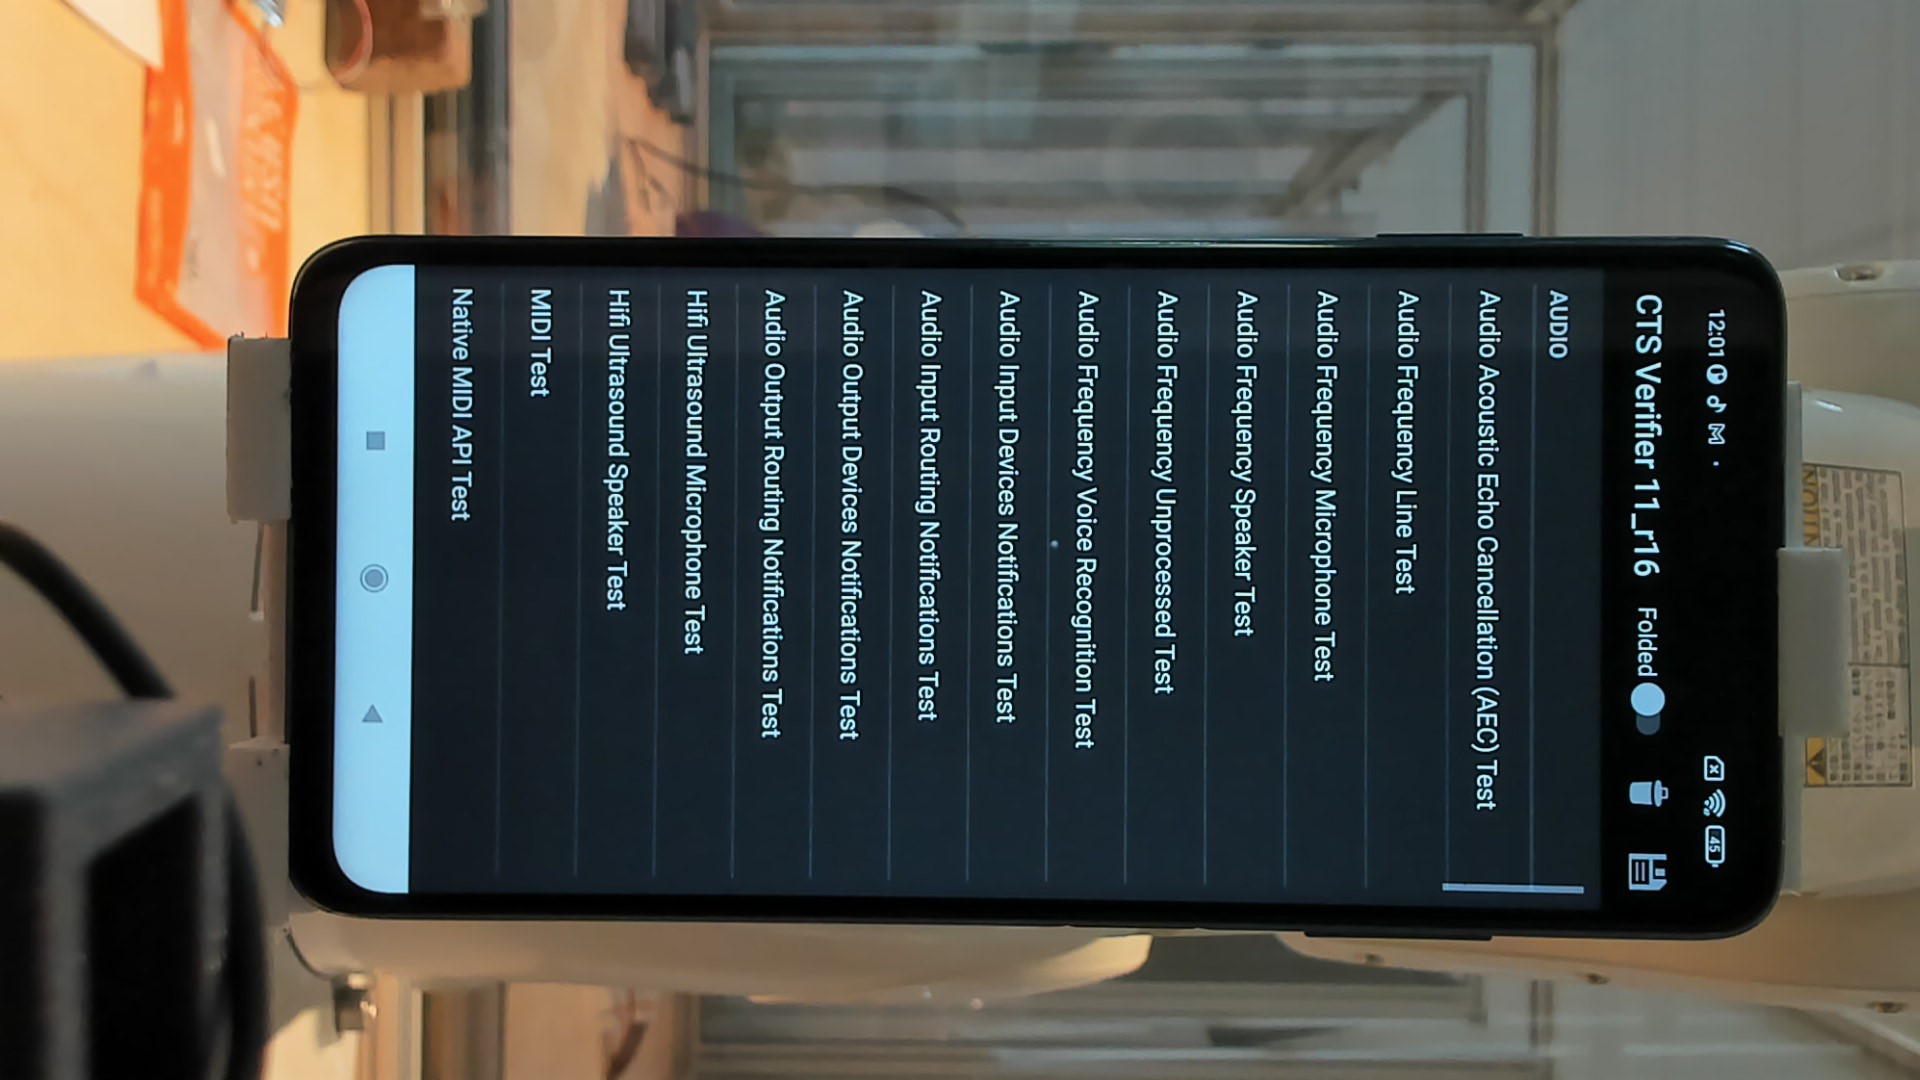 12:01
45
CTS Verifier 11_r16 Folded
AUDIO
Audio Acoustic Echo Cancellation (AEC) Test
Audio Frequency Line Test
Audio Frequency Microphone Test
Audio Frequency Speaker Test
Audio Frequency Unprocessed Test
Audio Frequency Voice Recognition Test
Audio Input Devices Notifications Test
Audio Input Routing Notifications Test
Audio Output Devices Notifications Test
Audio Output Routing Notifications Test
Hifi Ultrasound Microphone Test
Hifi Ultrasound Speaker Test
MIDI Test
Native MIDI API Test